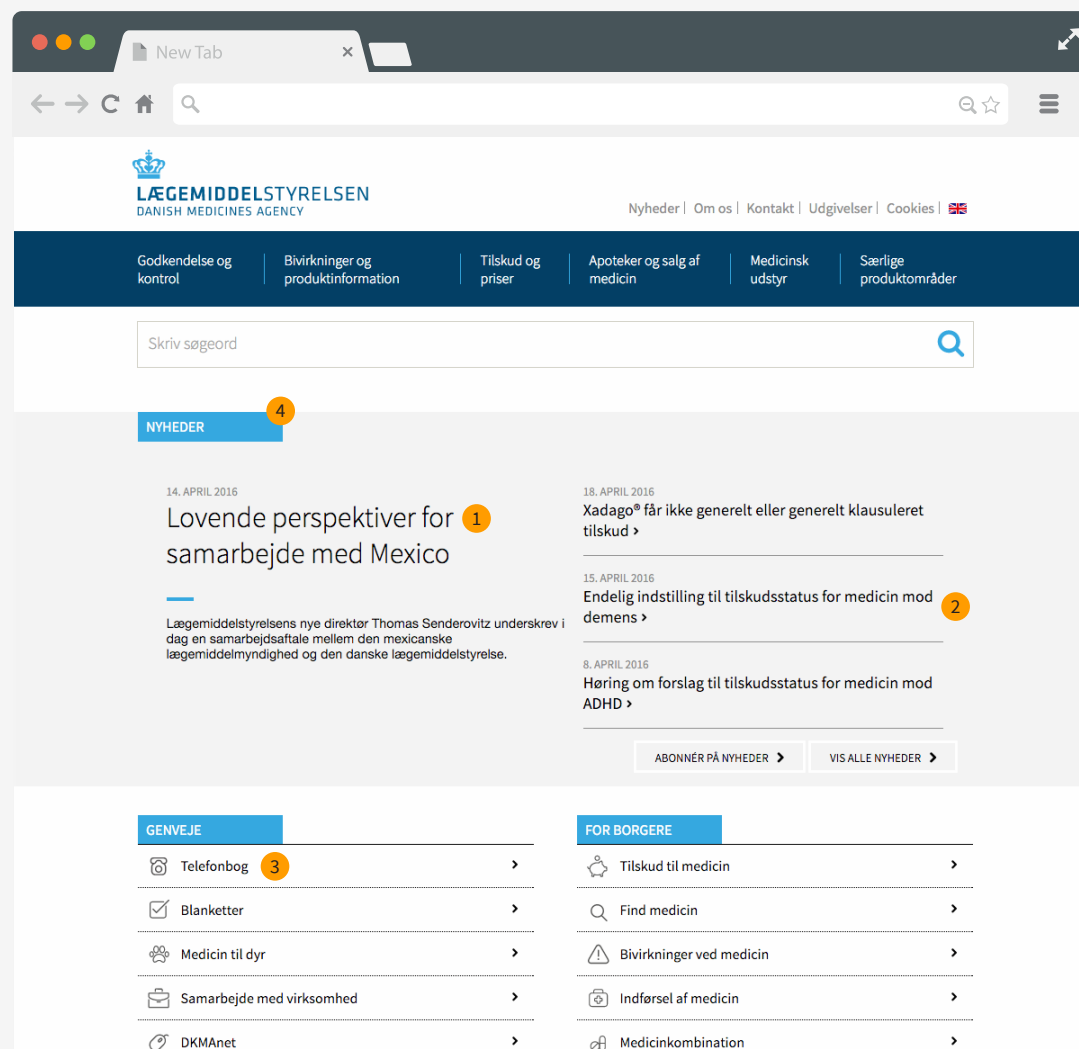 New Tab
LÆGEMIDDELSTYRELSEN
DANISH MEDICINES AGENCY
Nyheder | Om os | Kontakt | Udgivelser | Cookies |
Godkendelse og
kontrol
Bivirkninger og
produktinformation
Tilskud og
priser
Apoteker og salg af
medicin
Medicinsk
udstyr
Særlige
produktområder
Skriv søgeord
NYHEDER
4
14. APRIL 2016
Lovende perspektiver for
samarbejde med Mexico
1
Lægemiddelstyrelsens nye direktør Thomas Senderovitz underskrev i
dag en samarbejdsaftale mellem den mexicanske
lægemiddelmyndighed og den danske lægemiddelstyrelse.
18. APRIL 2016
Xadago® får ikke generelt eller generelt klausuleret
tilskud ›
15. APRIL 2016
Endelig indstilling til tilskudsstatus for medicin mod
demens ›
2
8. APRIL 2016
Høring om forslag til tilskudsstatus for medicin mod
ADHD ›
ABONNÉR PÅ NYHEDER ›
VIS ALLE NYHEDER ›
GENVEJE
Telefonbog
3
Blanketter
Medicin til dyr
Samarbejde med virksomhed
DKMAnet
FOR BORGERE
Tilskud til medicin
Find medicin
Bivirkninger ved medicin
Indførsel af medicin
Medicinkombination